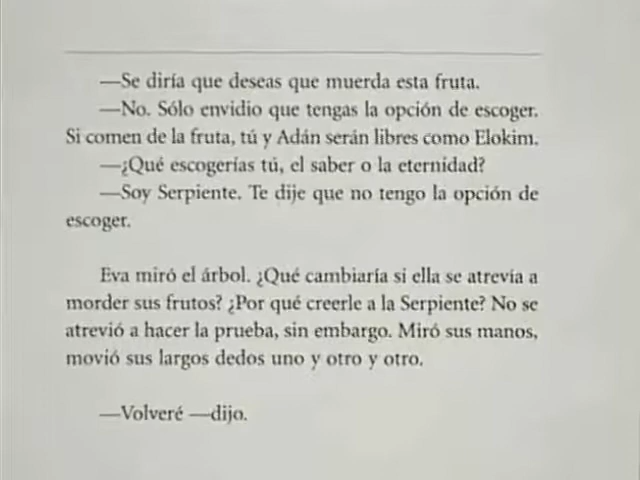 —Se diría que deseas que muerda esta fruta.
—No. Sólo envidio que tengas la opción de escoger.
Si comen de la fruta, tú y Adán serán libres como Elokim.
—¿Qué escogerías tú, el saber o la eternidad?
—Soy Serpiente. Te dije que no tengo la opción de
escoger.
Eva miró el árbol. ¿Qué cambiaría si ella se atrevía a
morder sus frutos? ¿Por qué creerle a la Serpiente? No se
atrevió a hacer la prueba, sin embargo. Miró sus manos,
movió sus largos dedos uno y otro y otro.
—Volveré —dijo.